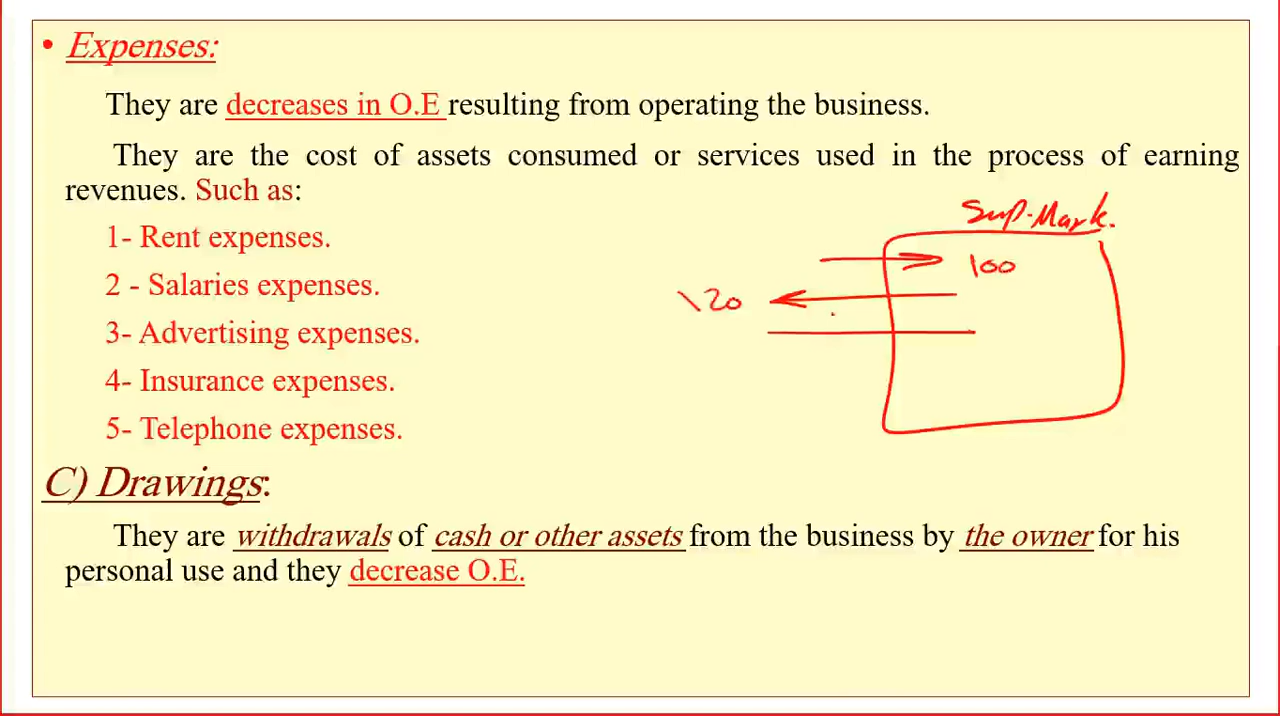 • Expenses:
They are decreases in O.E resulting from operating the business.
They are the cost of assets consumed or services used in the process of earning
revenues. Such as:
Sup.Mark.
1- Rent expenses.
100
2 - Salaries expenses.
120
3- Advertising expenses.
4- Insurance expenses.
5- Telephone expenses.
C) Drawings:
They are withdrawals of cash or other assets from the business by the owner for his
personal use and they decrease O.E.